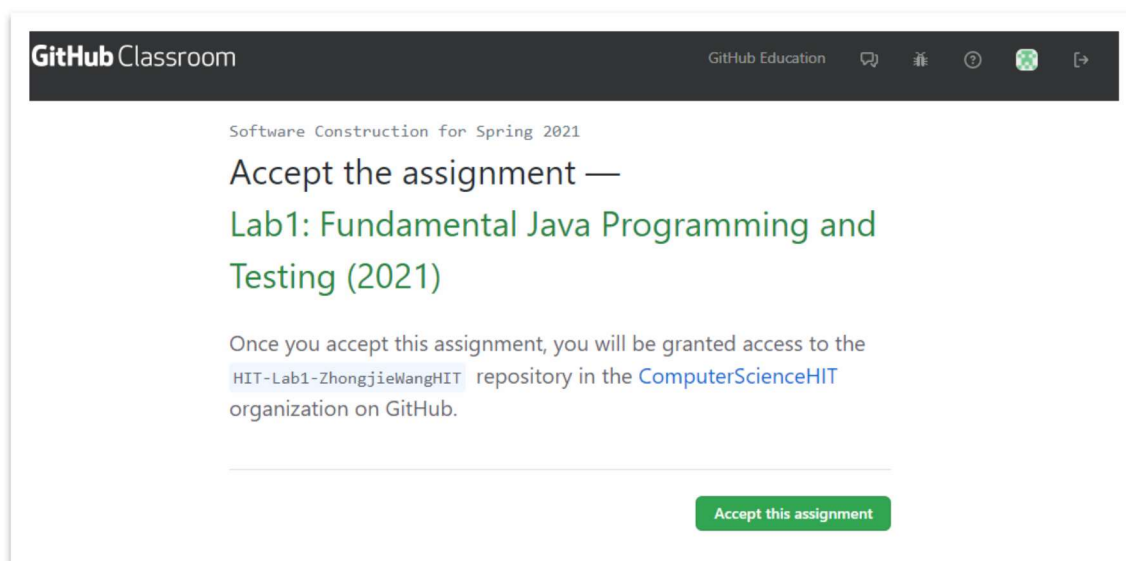 GitHub Classroom
GitHub Education
Software Construction for Spring 2021
Accept the assignment —
Lab1: Fundamental Java Programming and
Testing (2021)
Once you accept this assignment, you will be granted access to the
HIT-Lab1-ZhongjieWangHIT repository in the ComputerScienceHIT
organization on GitHub.
Accept this assignment